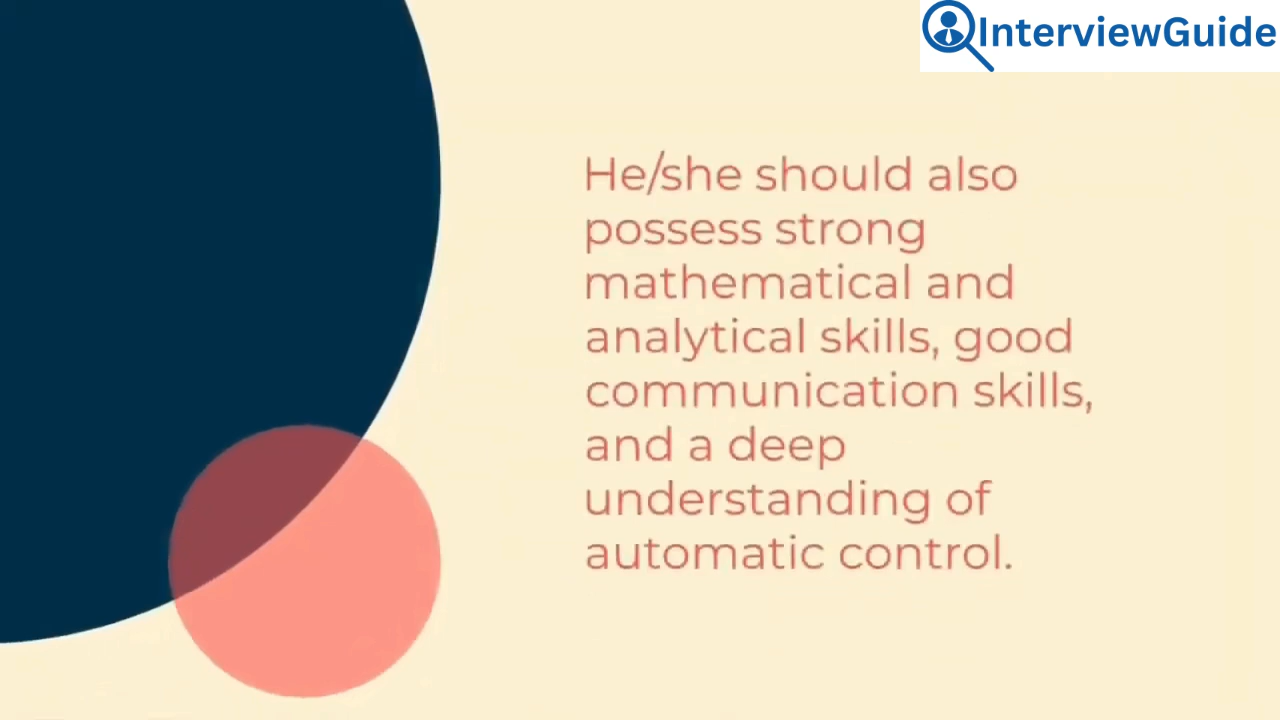 InterviewGuide
He/she should also
possess strong
mathematical and
analytical skills, good
communication skills,
and a deep
understanding of
automatic control.